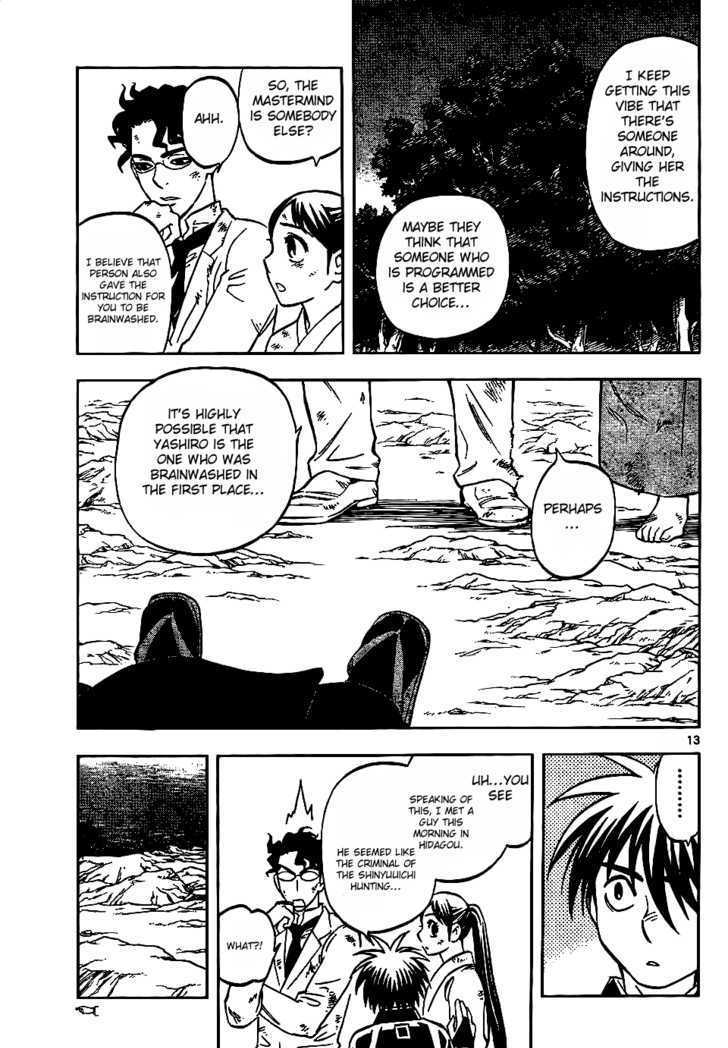 I KEEP
GETTING THIS
VIBE THAT
THERE'S
SOMEONE
AROUND,
GIVING HER
THE
INSTRUCTIONS.
MAYBE THEY
THINK THAT
SOMEONE WHO
IS PROGRAMMED
IS A BETTER
CHOICE...
SO, THE
MASTERMIND
IS SOMEBODY
ELSE?
AHH.
I BELIEVE THAT
PERSON ALSO
GAVE THE
INSTRUCTION FOR
YOU TO BE
BRAINWASHED.
PERHAPS
...
IT'S HIGHLY
POSSIBLE THAT
YASHIRO IS THE
ONE WHO WAS
BRAINWASHED IN
THE FIRST PLACE...
13
.........
UH...YOU
SEE
SPEAKING OF
THIS, I MET A
GUY THIS
MORNING IN
HIDAGOU.
HE SEEMED LIKE
THE CRIMINAL OF
THE SHINYUUICHI
HUNTING...
WHAT?!